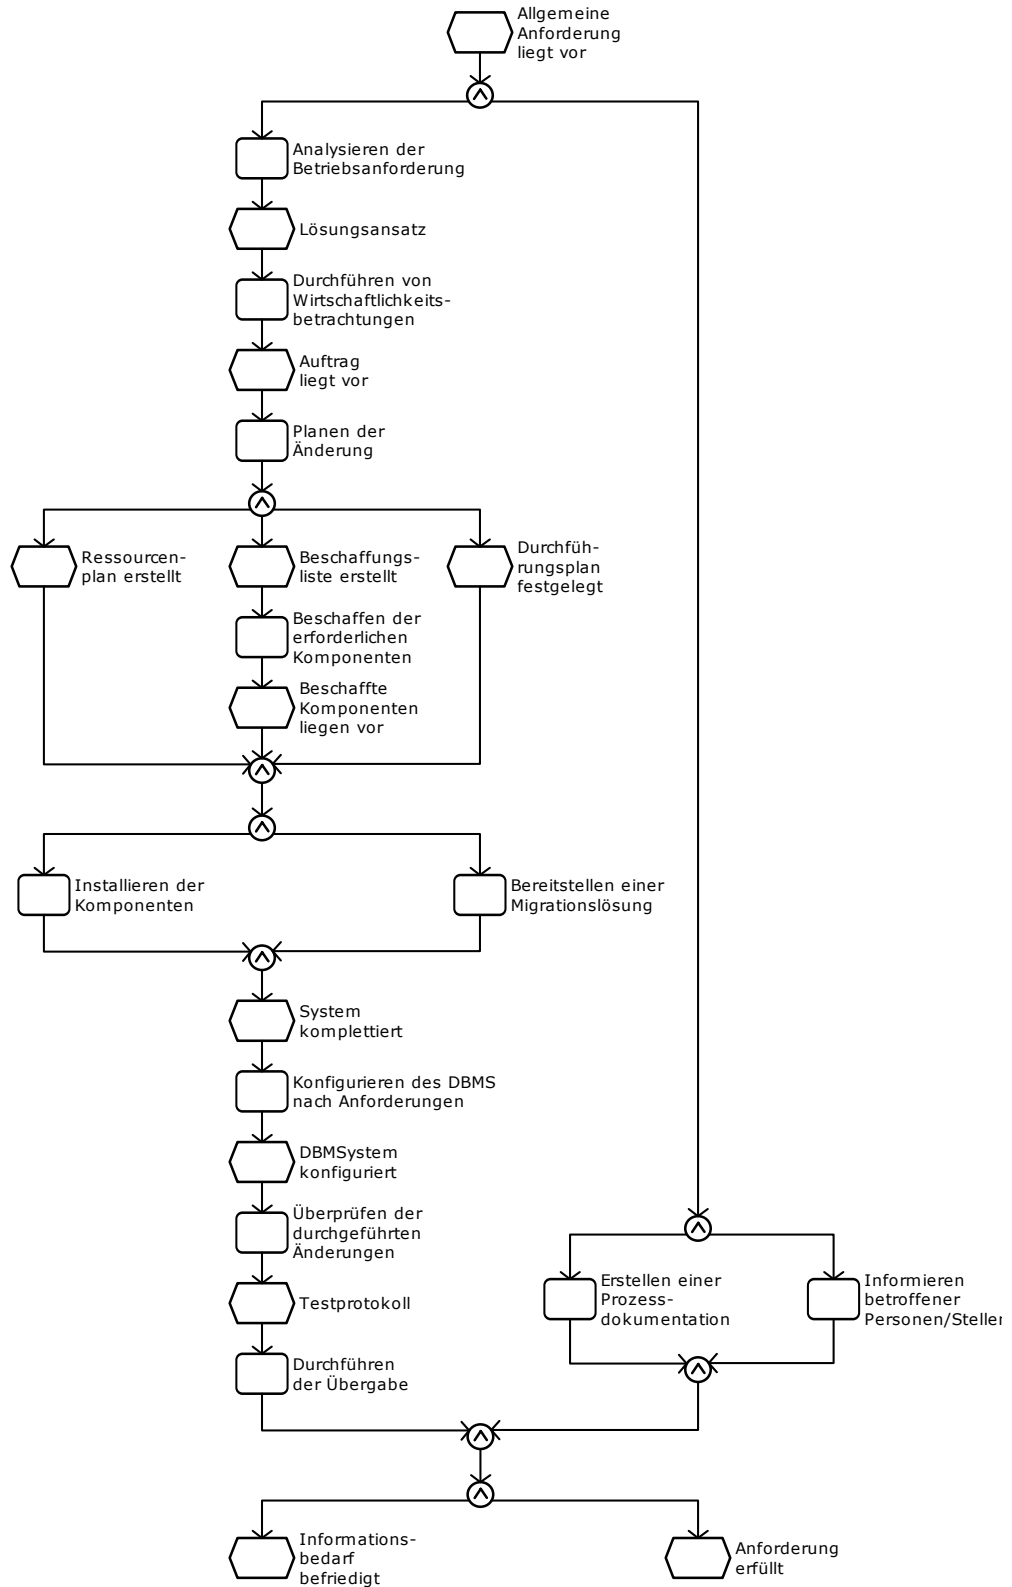 Allgemeine
Anforderung
liegt vor
Analysieren der
Betriebsanforderung
Lösungsansatz
Durchführen von
Wirtschaftlichkeits-
betrachtungen
Auftrag
liegt vor
Planen der
Änderung
Ressourcen-
plan erstellt
Beschaffungs-
liste erstellt
Durchfüh-
rungsplan
festgelegt
Beschaffen der
erforderlichen
Komponenten
Beschaffte
Komponenten
liegen vor
Installieren der
Komponenten
Bereitstellen einer
Migrationslösung
System
komplettiert
Konfigurieren des DBMS
nach Anforderungen
DBMSystem
konfiguriert
Überprüfen der
durchgeführten
Änderungen
Testprotokoll
Erstellen einer
Prozess-
dokumentation
Informieren
betroffener
Personen/Stellen
Durchführen
der Übergabe
Informations-
bedarf
befriedigt
Anforderung
erfüllt